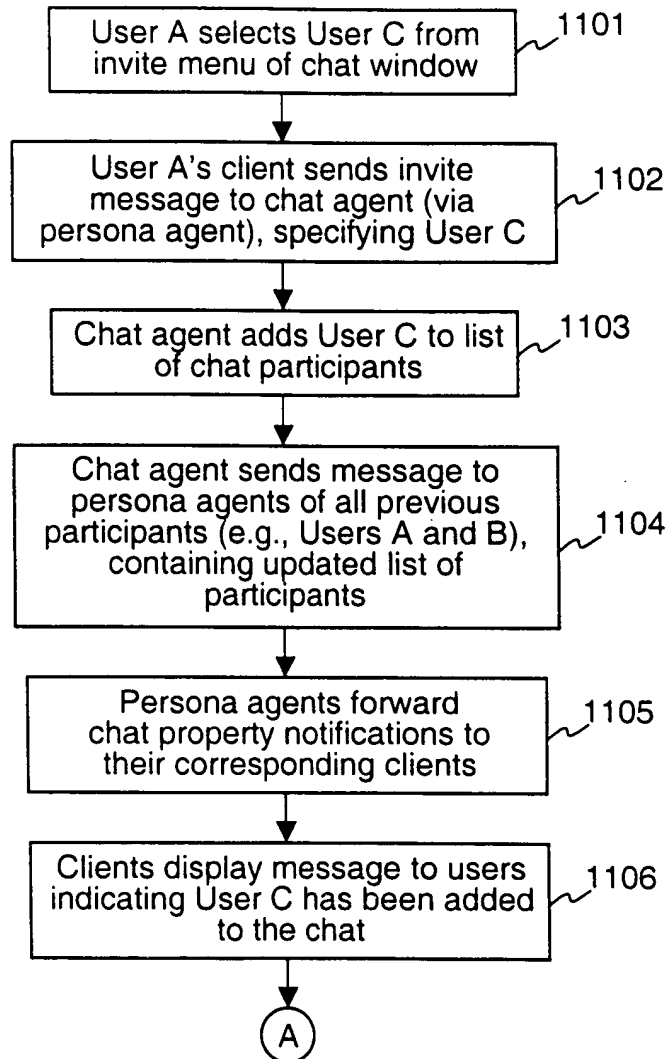 User A selects User C from
invite menu of chat window
1101
User A's client sends invite
message to chat agent (via
persona agent), specifying User C
1102
Chat agent adds User C to list
of chat participants
1103
Chat agent sends message to
persona agents of all previous
participants (e.g., Users A and B),
containing updated list of
participants
1104
Persona agents forward
chat property notifications to
their corresponding clients
1105
Clients display message to users
indicating User C has been added
to the chat
1106
A